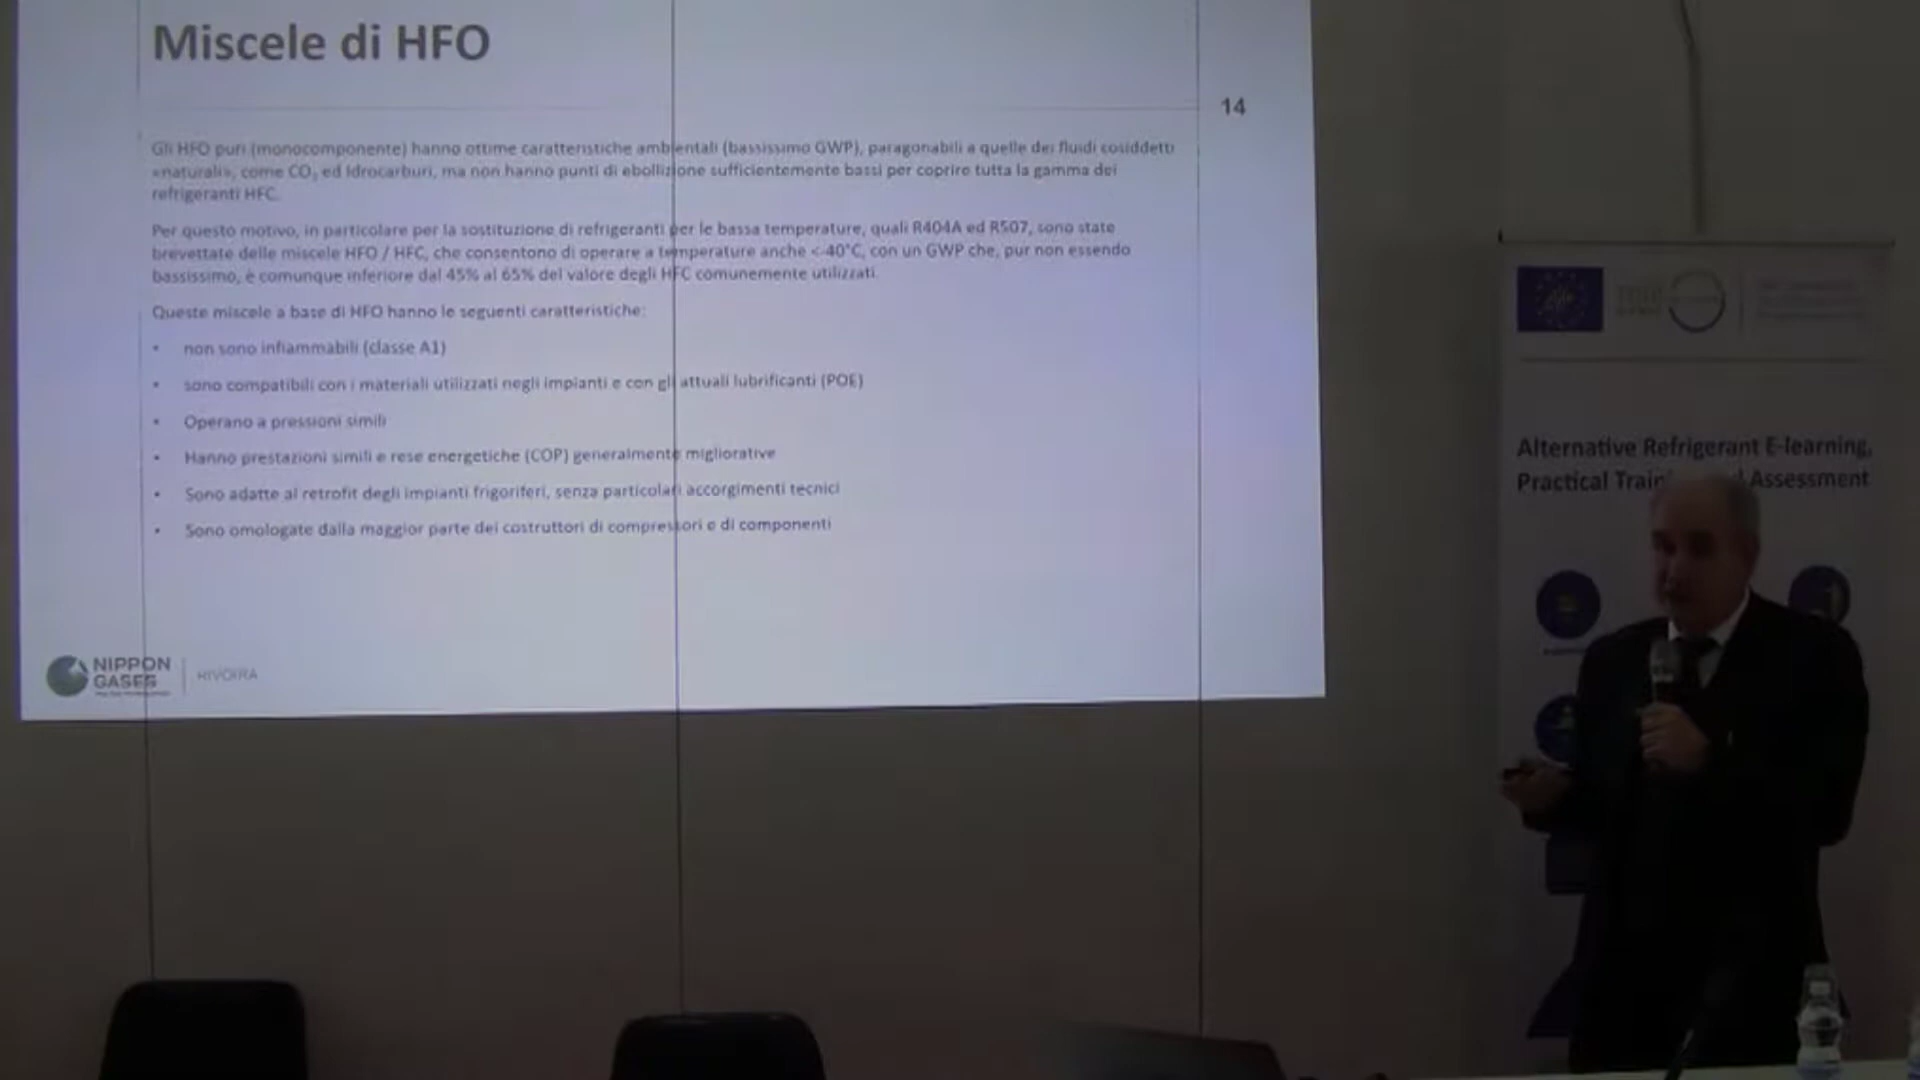 Miscele di HFO
14
Gli HFO puri (monocomponente) hanno ottime caratteristiche ambientali (bassissimo GWP), paragonabili a quelle dei fluidi cosiddetti
«naturali», come CO₂ ed Idrocarburi, ma non hanno punti di ebollizione sufficientemente bassi per coprire tutta la gamma dei
refrigeranti HFC.
Per questo motivo, in particolare per la sostituzione di refrigeranti per le bassa temperature, quali R404A ed R507, sono state
brevettate delle miscele HFO / HFC, che consentono di operare a temperature anche <-40°C, con un GWP che, pur non essendo
bassissimo, è comunque inferiore dal 45% al 65% del valore degli HFC comunemente utilizzati.
Queste miscele a base di HFO hanno le seguenti caratteristiche:
• non sono infiammabili (classe A1)
• sono compatibili con i materiali utilizzati negli impianti e con gli attuali lubrificanti (POE)
• Operano a pressioni simili
• Hanno prestazioni simili e rese energetiche (COP) generalmente migliorative
• Sono adatte al retrofit degli impianti frigoriferi, senza particolari accorgimenti tecnici
• Sono omologate dalla maggior parte dei costruttori di compressori e di componenti
NIPPON
GASES
RIVOIRA
Alternative Refrigerant E-learning,
Practical Assessment